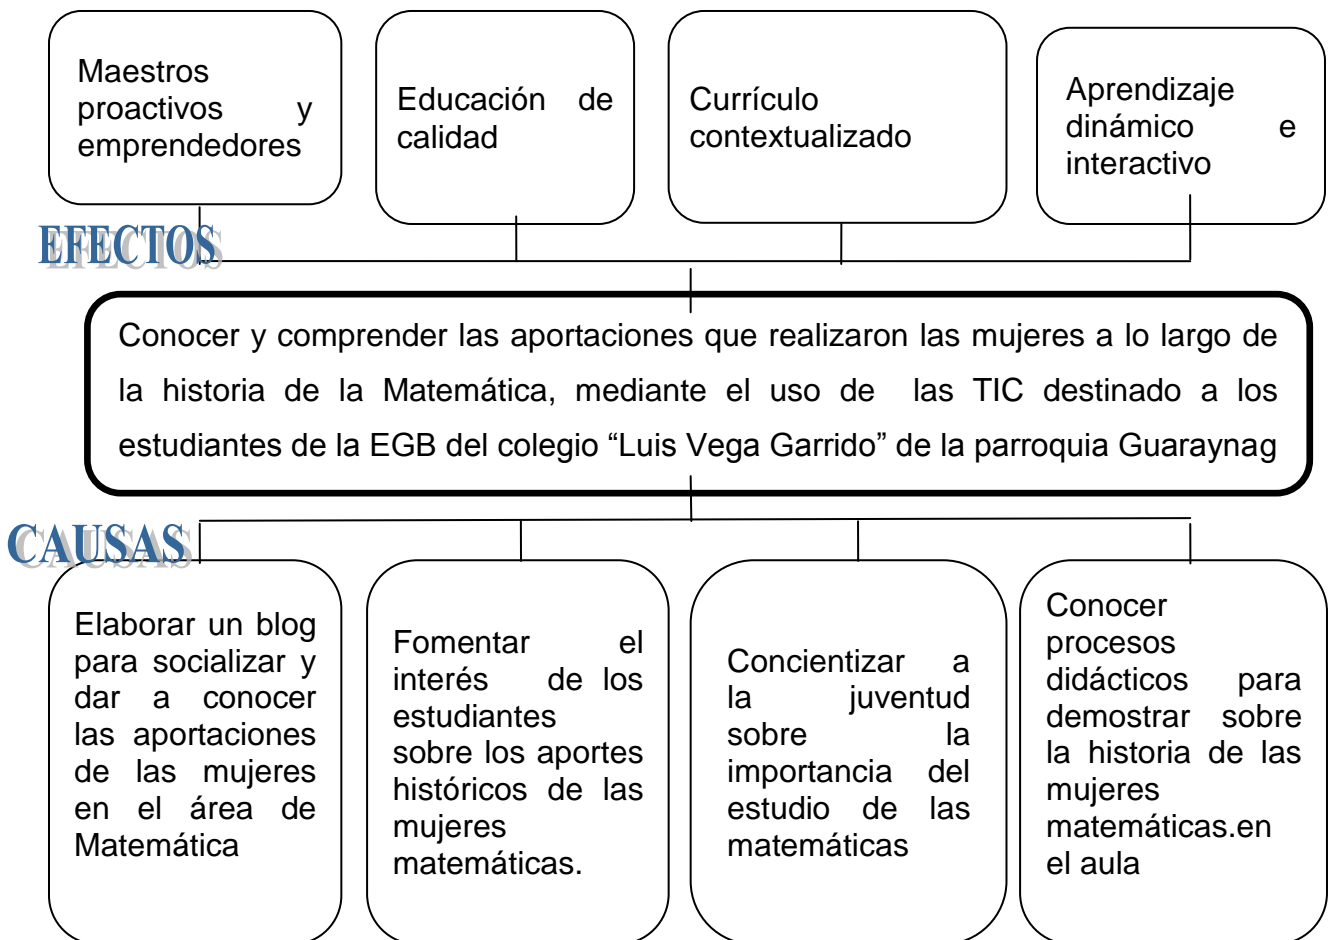 Maestros
proactivos y
emprendedores
Educación de
calidad
Currículo
contextualizado
Aprendizaje
dinámico e
interactivo
EFECTOS
Conocer y comprender las aportaciones que realizaron las mujeres a lo largo de
la historia de la Matemática, mediante el uso de las TIC destinado a los
estudiantes de la EGB del colegio “Luis Vega Garrido” de la parroquia Guaraynag
CAUSAS
Elaborar un blog
para socializar y
dar a conocer
las aportaciones
de las mujeres
en el área de
Matemática
Fomentar el
interés de los
estudiantes
sobre los aportes
históricos de las
mujeres
matemáticas.
Concientizar a
la juventud
sobre la
importancia del
estudio de las
matemáticas
Conocer
procesos
didácticos para
demostrar sobre
la historia de las
mujeres
matemáticas.en
el aula